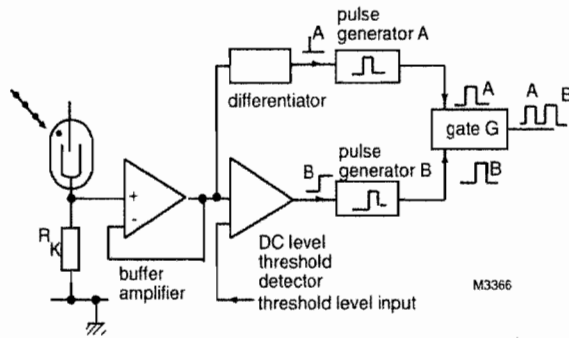 A
pulse
generator A
differentiator
A
A
B
gate G
B
pulse
generator B
B
+
-
R
K
buffer
amplifier
DC level
threshold
detector
threshold level input
M3366